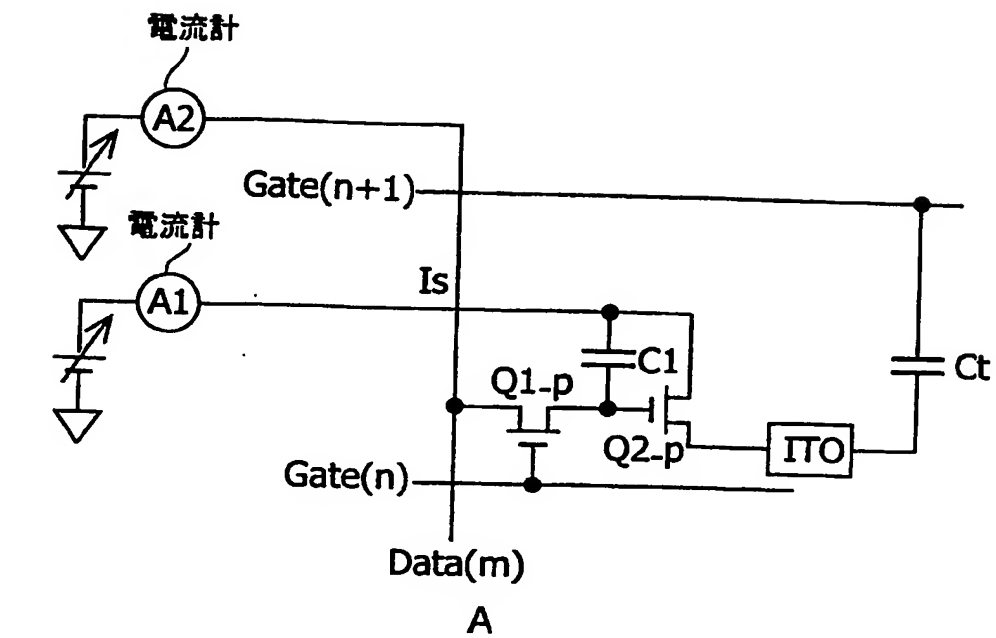 電流計
A2
Gate(n+1)
電流計
A1
Is
C1
Ct
Q1-p
Q2-p
ITO
Gate(n)
Data(m)
A